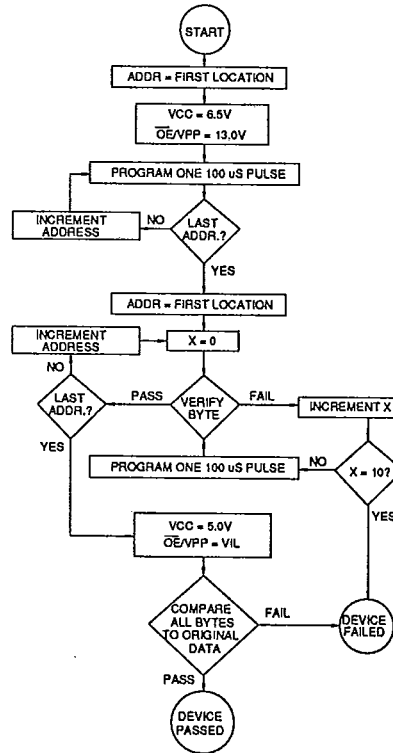 START
ADDR = FIRST LOCATION
VCC = 6.5V
OE/VPP = 13.0V
PROGRAM ONE 100 uS PULSE
INCREMENT
ADDRESS
NO
LAST
ADDR.?
YES
ADDR = FIRST LOCATION
INCREMENT
ADDRESS
X = 0
NO
LAST
ADDR.?
PASS
VERIFY
BYTE
FAIL
INCREMENT X
YES
PROGRAM ONE 100 uS PULSE
NO
X = 10?
YES
VCC = 5.0V
OE/VPP = VIL
COMPARE
ALL BYTES
TO ORIGINAL
DATA
FAIL
DEVICE
FAILED
PASS
DEVICE
PASSED